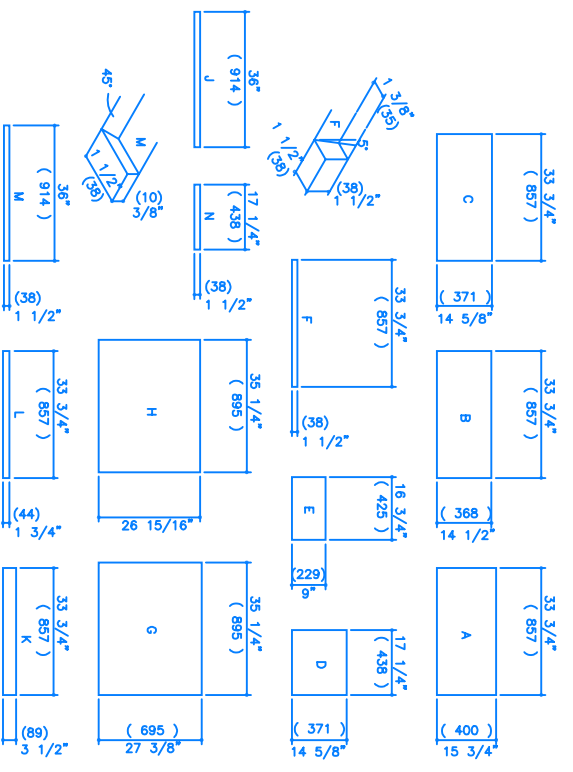 36"
( 914 )
J
1 3/8"
(35)
F
5°
1 1/2"
(38)
(38)
1 1/2"
33 3/4"
( 857 )
C
( 371 )
14 5/8"
45°
M
1 1/2"
(38)
(10)
3/8"
36"
( 914 )
M
(38)
1 1/2"
17 1/4"
( 438 )
N
(38)
1 1/2"
33 3/4"
( 857 )
F
(38)
1 1/2"
33 3/4"
( 857 )
B
( 368 )
14 1/2"
33 3/4"
( 857 )
L
(44)
1 3/4"
35 1/4"
( 895 )
H
26 15/16"
16 3/4"
( 425 )
E
(229)
9"
33 3/4"
( 857 )
A
( 400 )
15 3/4"
33 3/4"
( 857 )
K
(89)
3 1/2"
35 1/4"
( 895 )
G
( 695 )
27 3/8"
17 1/4"
( 438 )
D
( 371 )
14 5/8"